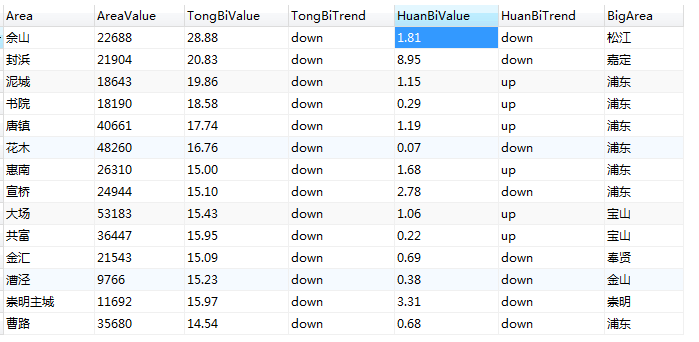 Area AreaValue TongBiValue TongBiTrend HuanBiValue HuanBiTrend BigArea
佘山 22688 28.88 down 1.81 down 松江
封浜 21904 20.83 down 8.95 down 嘉定
泥城 18643 19.86 down 1.15 up 浦东
书院 18190 18.58 down 0.29 up 浦东
唐镇 40661 17.74 down 1.19 up 浦东
花木 48260 16.76 down 0.07 down 浦东
惠南 26310 15.00 down 1.68 up 浦东
宣桥 24944 15.10 down 2.78 down 浦东
大场 53183 15.43 down 1.06 up 宝山
共富 36447 15.95 down 0.22 up 宝山
金汇 21543 15.09 down 0.69 down 奉贤
漕泾 9766 15.23 down 0.38 down 金山
崇明主城 11692 15.97 down 3.31 down 崇明
曹路 35680 14.54 down 0.68 down 浦东